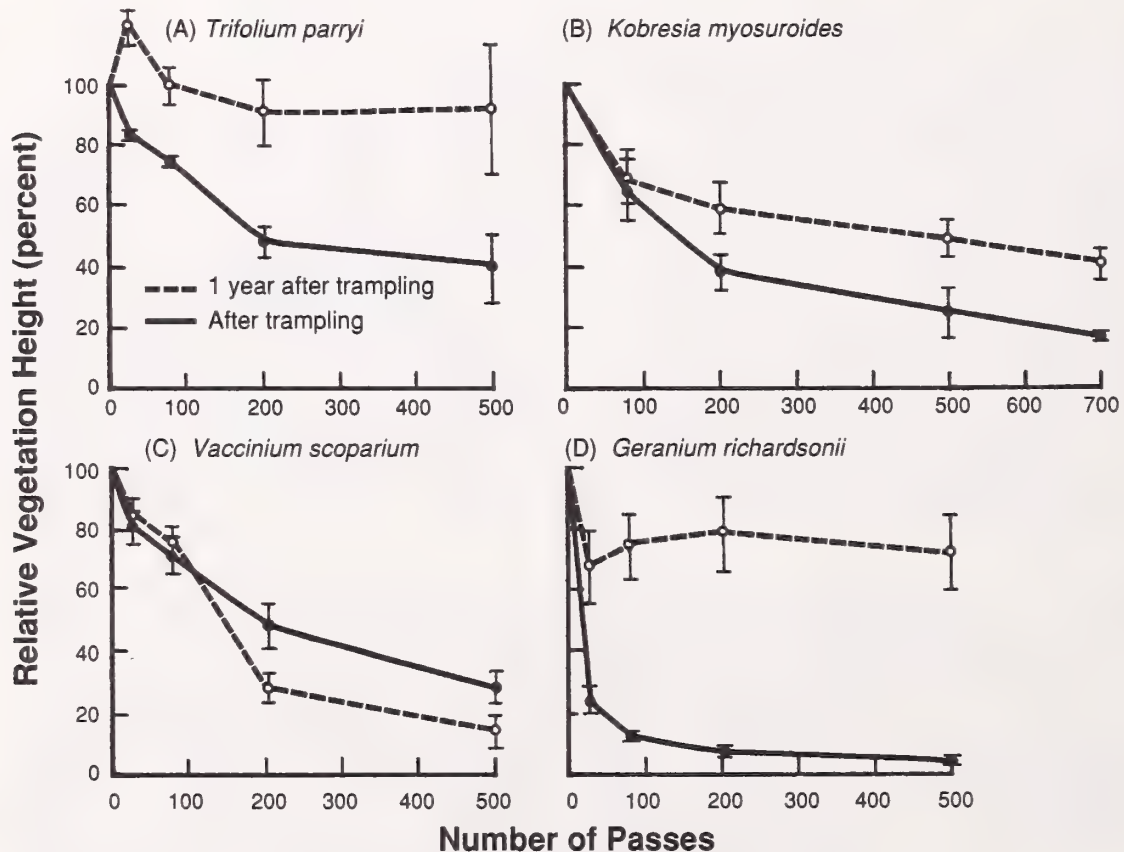 (A) Trifolium parryi
100
80
60
40
20
0
1 year after trampling
After trampling
0 100 200 300 400 500
(B) Kobresia myosuroides
0 100 200 300 400 500 600 700
(C) Vaccinium scoparium
100
80
60
40
20
0
0 100 200 300 400 500
(D) Geranium richardsonii
0 100 200 300 400 500
Relative Vegetation Height (percent)
Number of Passes